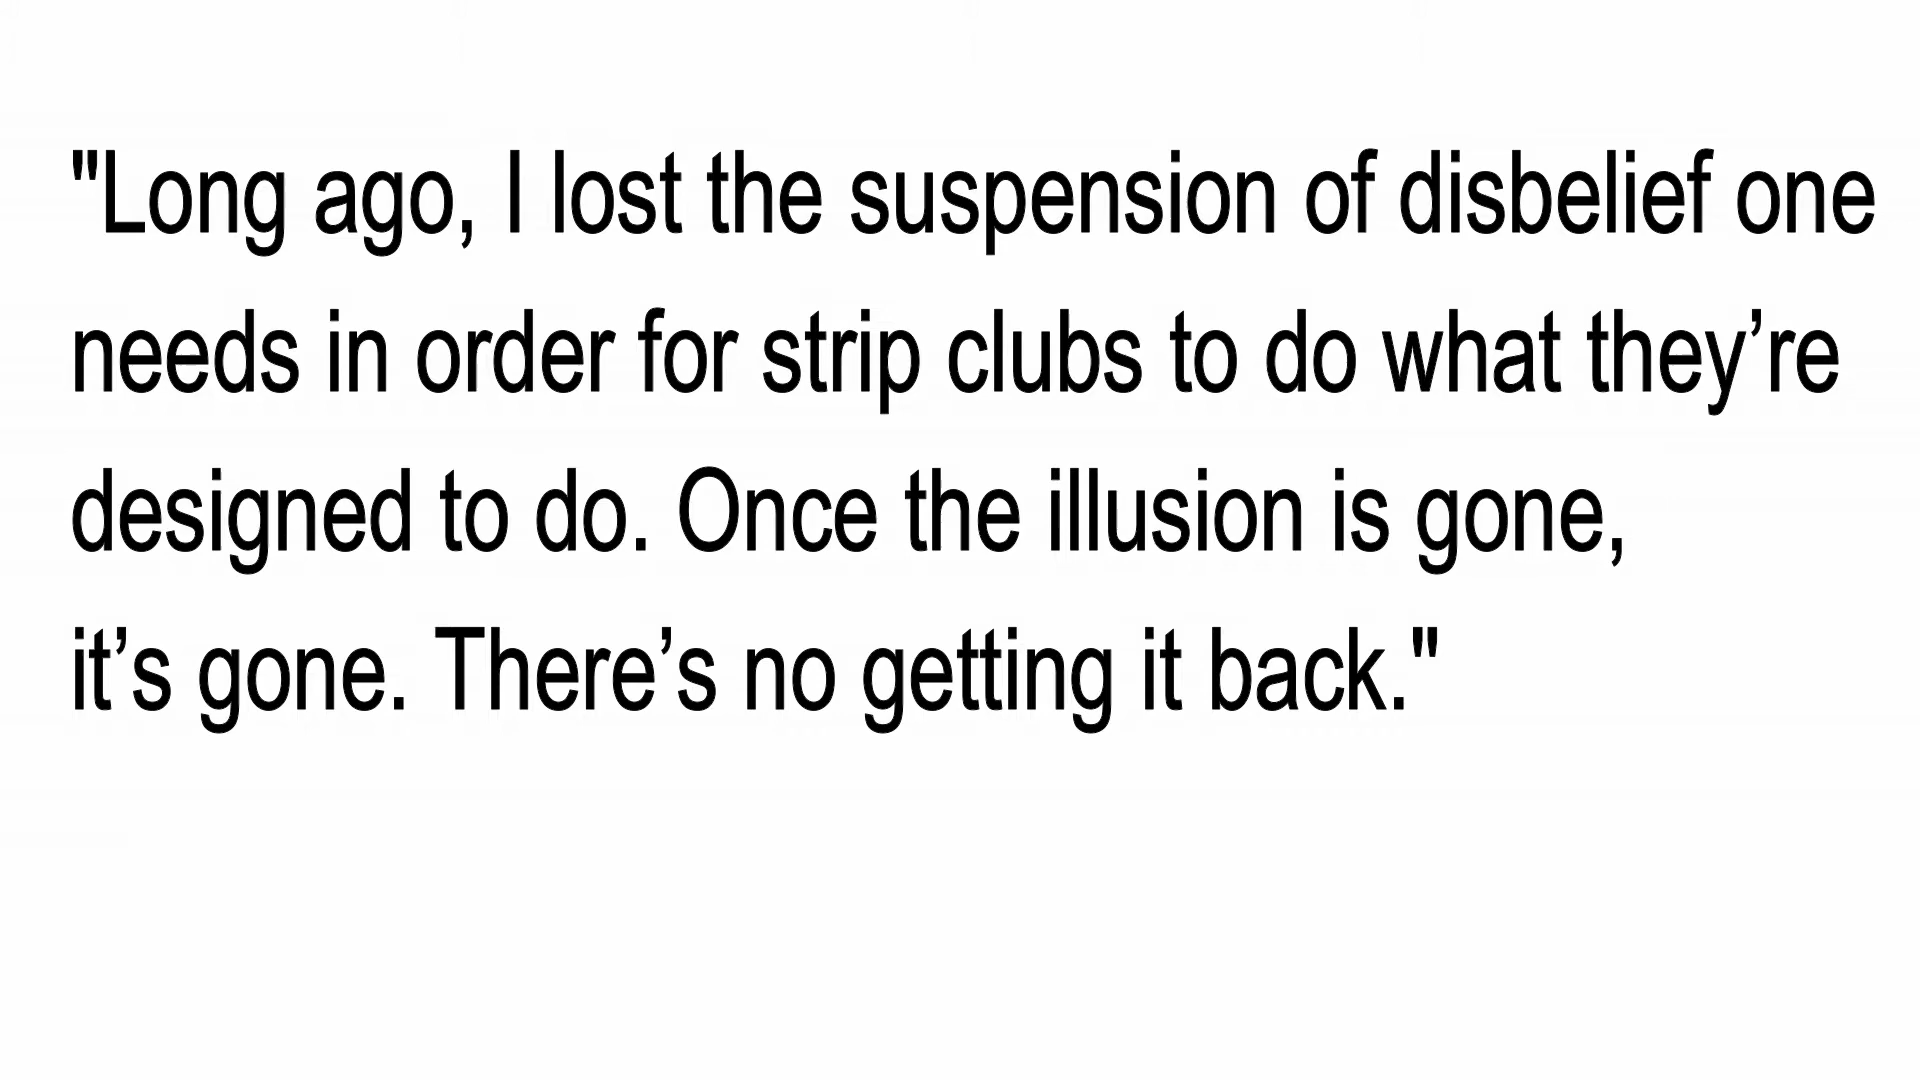 "Long ago, I lost the suspension of disbelief one
needs in order for strip clubs to do what they’re
designed to do. Once the illusion is gone,
it’s gone. There’s no getting it back."